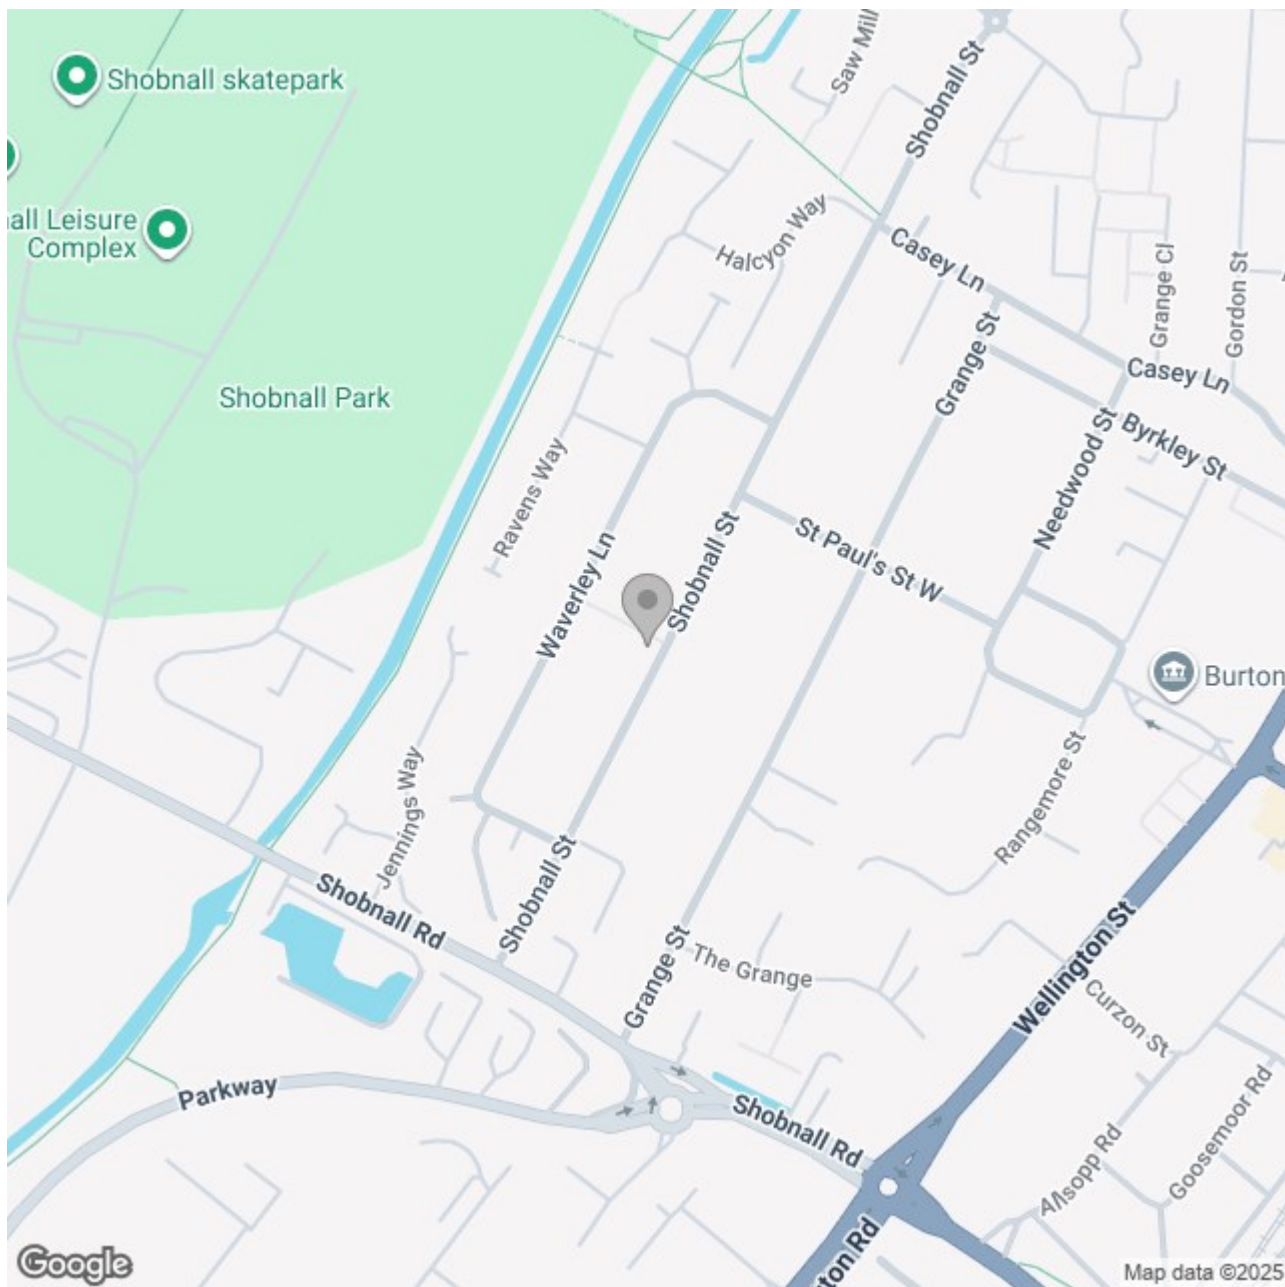 Shobnall skatepark
Saw Mill
Shobnall St
all Leisure
Complex
Halcyon Way
Casey Ln
Grange Cl
Gordon St
Grange St
Casey Ln
Shobnall Park
Byrkley St
Ravens Way
Needwood St
Shobnall St
St Paul's St W
Waverley Ln
Burton
Jennings Way
Rangemore St
Shobnall St
Shobnall Rd
Wellington St
The Grange
Grange St
Curzon St
Parkway
Shobnall Rd
Goosemoor Rd
Allsopp Rd
ton Rd
Google
Map data ©2025